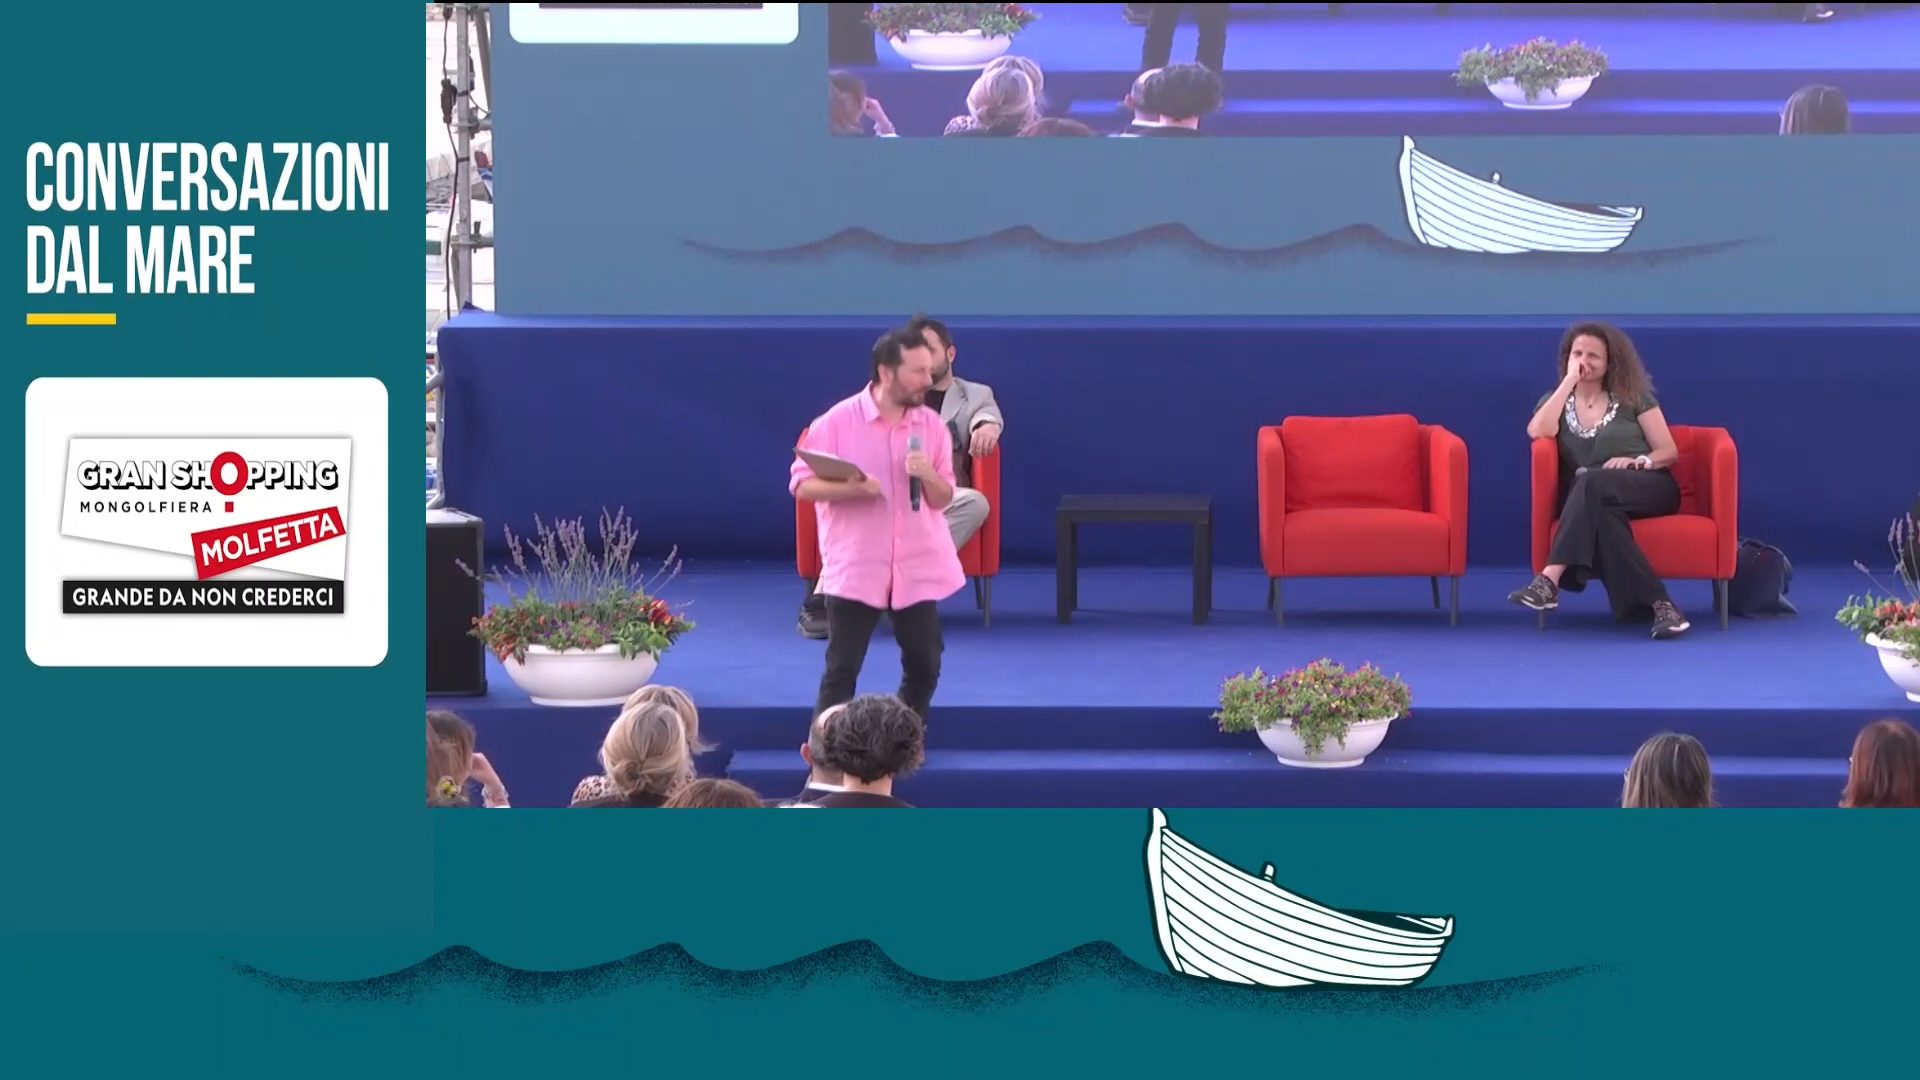 CONVERSAZIONI
DAL MARE
GRAN SHOPPING
MONGOLFIERA
MOLFETTA
GRANDE DA NON CREDERCI